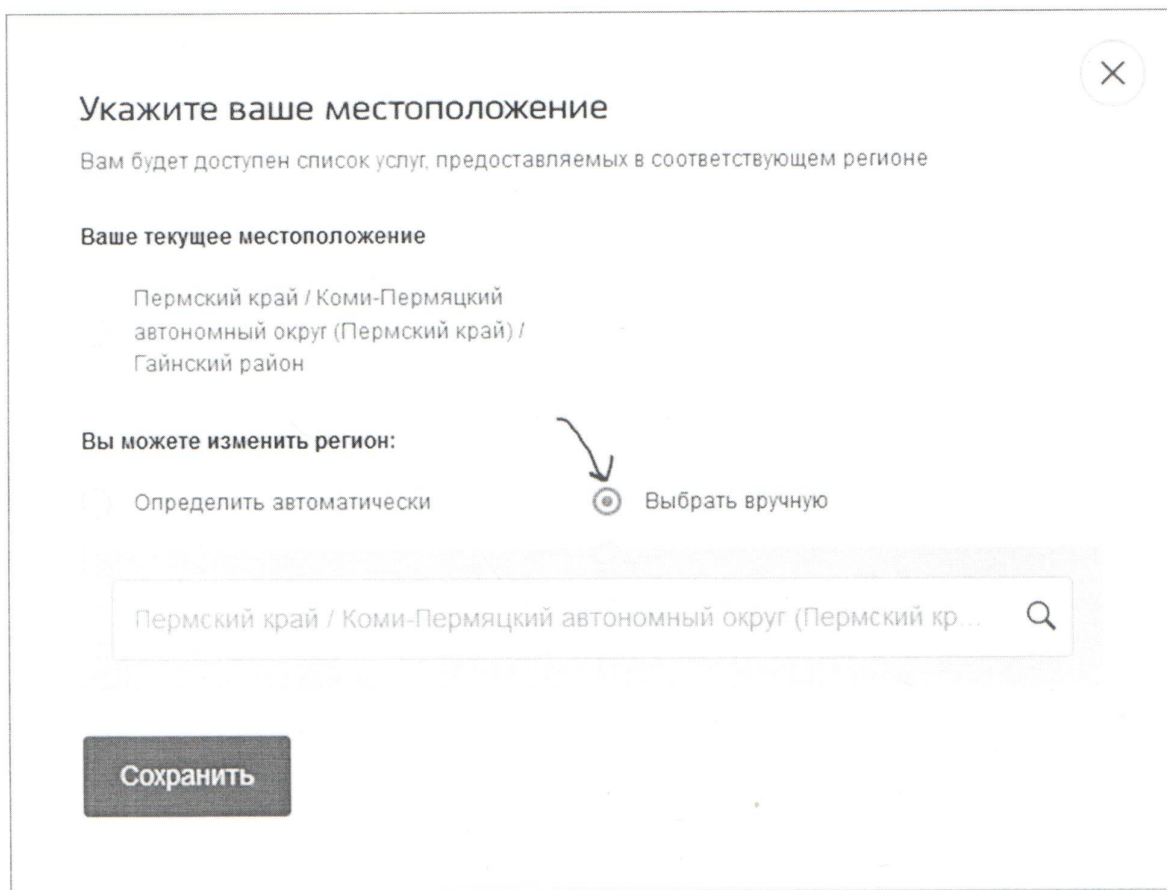 Укажите ваше местоположение
Вам будет доступен список услуг, предоставляемых в соответствующем регионе
Ваше текущее местоположение
Пермский край / Коми-Пермяцкий
автономный округ (Пермский край) /
Гайнский район
Вы можете изменить регион:
Определить автоматически
Выбрать вручную
Пермский край / Коми-Пермяцкий автономный округ (Пермский кр...
Сохранить